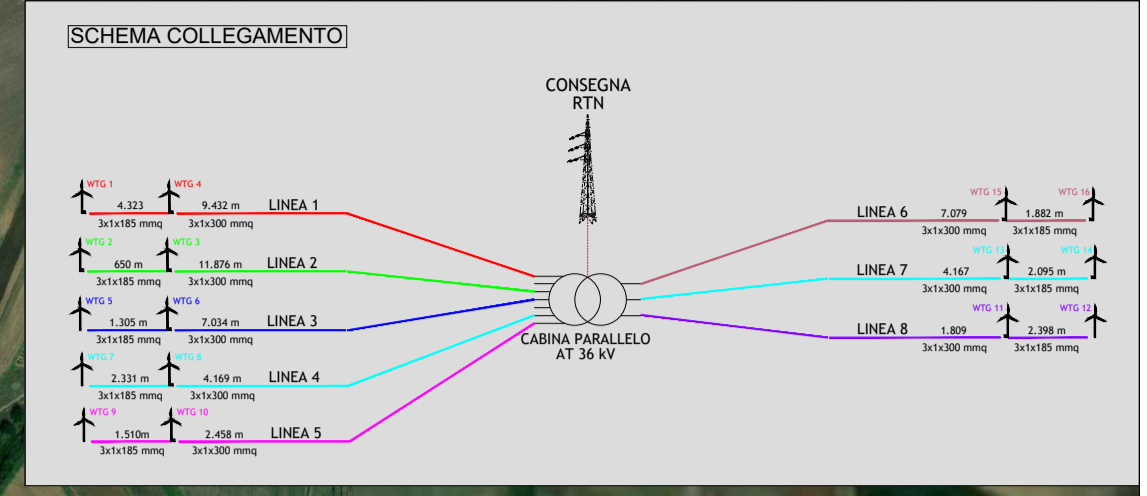 SCHEMA COLLEGAMENTO
CONSEGNA
RTN
WTG 1 WTG 4
4.323 9.432 m LINEA 1
3x1x185 mmq 3x1x300 mmq
WTG 2 WTG 3
650 m 11.876 m LINEA 2
3x1x185 mmq 3x1x300 mmq
WTG 5 WTG 6
1.305 m 7.034 m LINEA 3
3x1x185 mmq 3x1x300 mmq
WTG 7 WTG 8
2.331 m 4.169 m LINEA 4
3x1x185 mmq 3x1x300 mmq
WTG 9 WTG 10
1.510m 2.458 m LINEA 5
3x1x185 mmq 3x1x300 mmq
CABINA PARALLELO
AT 36 kV
WTG 15 WTG 16
LINEA 6 7.079 1.882 m
3x1x300 mmq 3x1x185 mmq
WTG 13 WTG 14
LINEA 7 4.167 2.095 m
3x1x300 mmq 3x1x185 mmq
WTG 11 WTG 12
LINEA 8 1.809 2.398 m
3x1x300 mmq 3x1x185 mmq